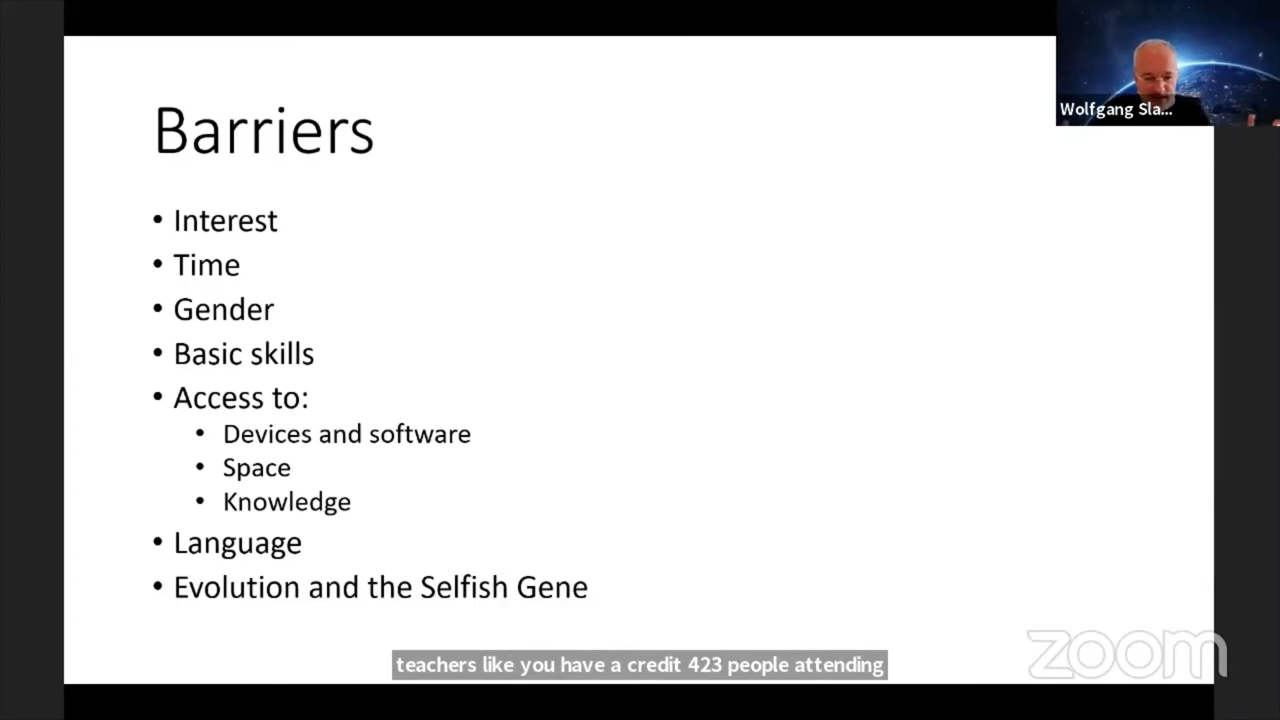 Barriers
Wolfgang Sla...
• Interest
• Time
• Gender
• Basic skills
• Access to:
• Devices and software
• Space
• Knowledge
• Language
• Evolution and the Selfish Gene
teachers like you have a credit 423 people attending
zoom